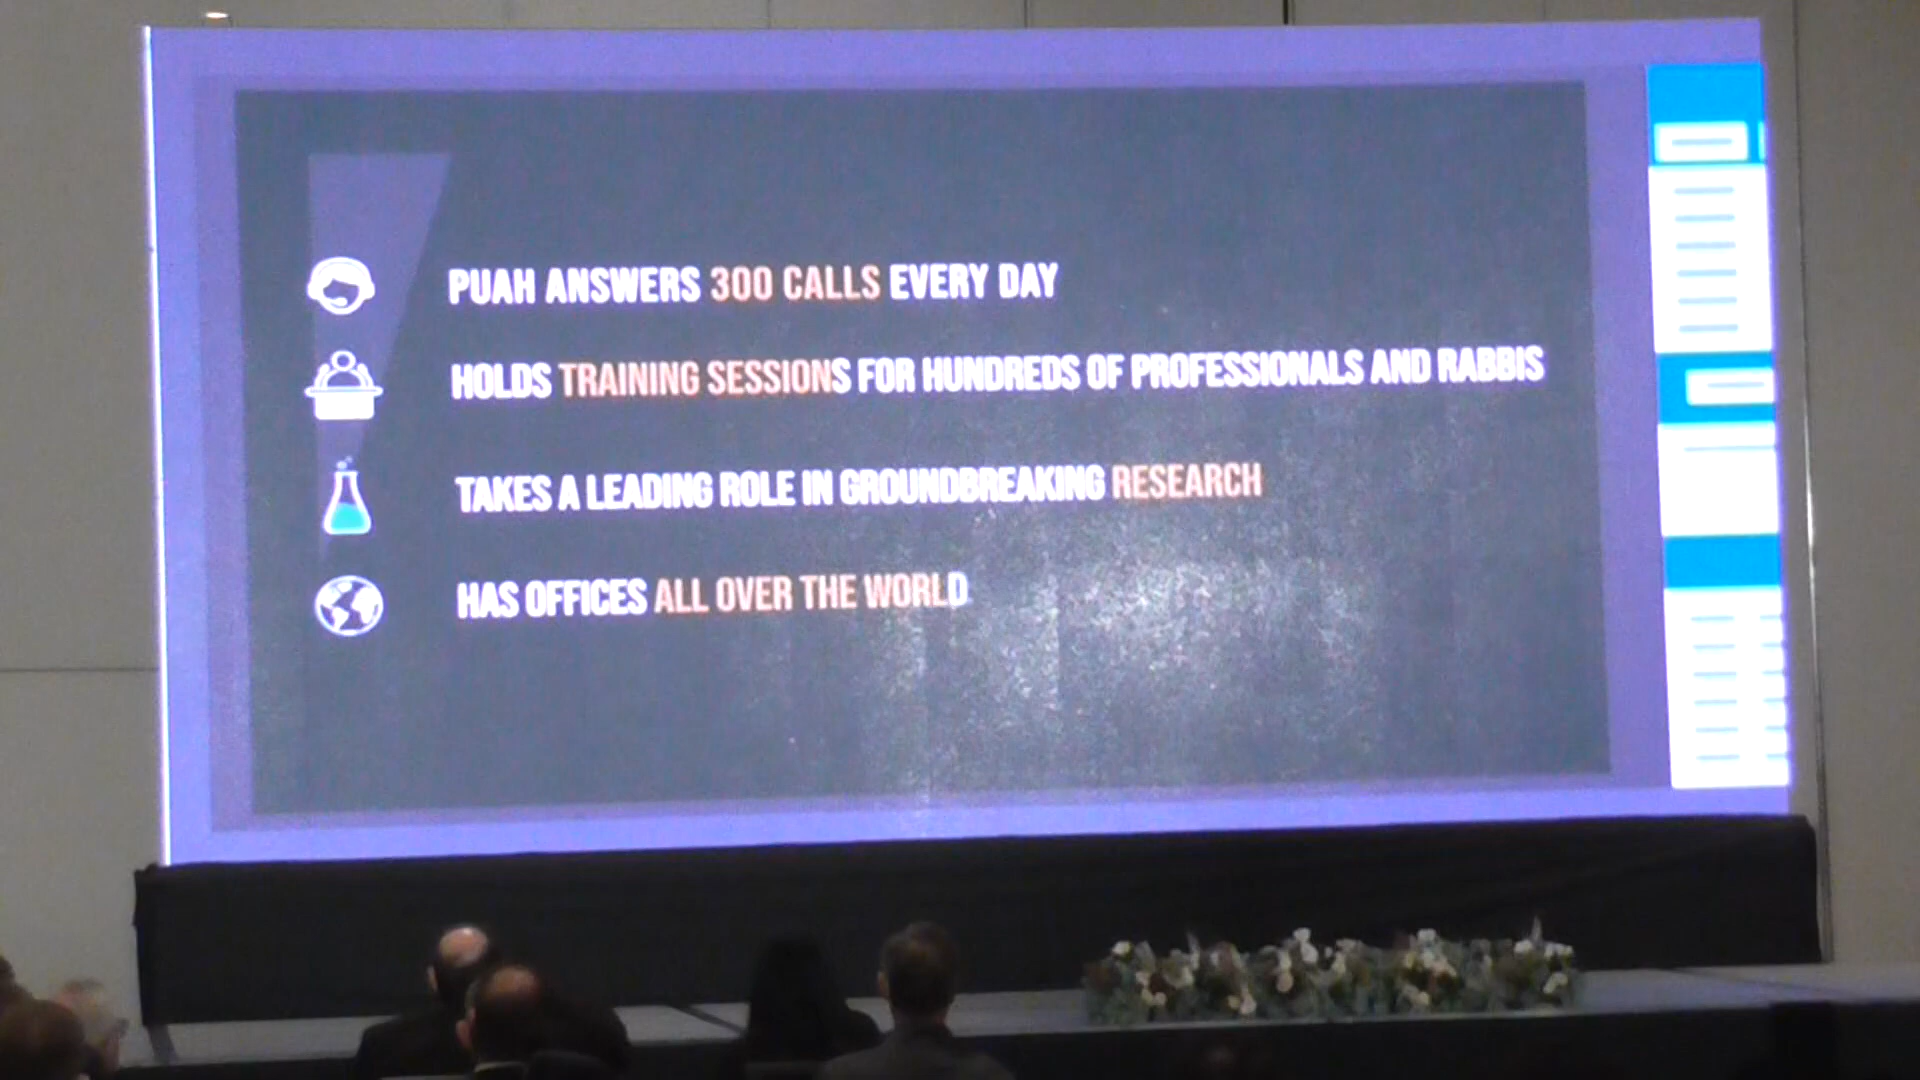 PUAH ANSWERS 300 CALLS EVERY DAY
HOLDS TRAINING SESSIONS FOR HUNDREDS OF PROFESSIONALS AND RABBIS
TAKES A LEADING ROLE IN GROUNDBREAKING RESEARCH
HAS OFFICES ALL OVER THE WORLD